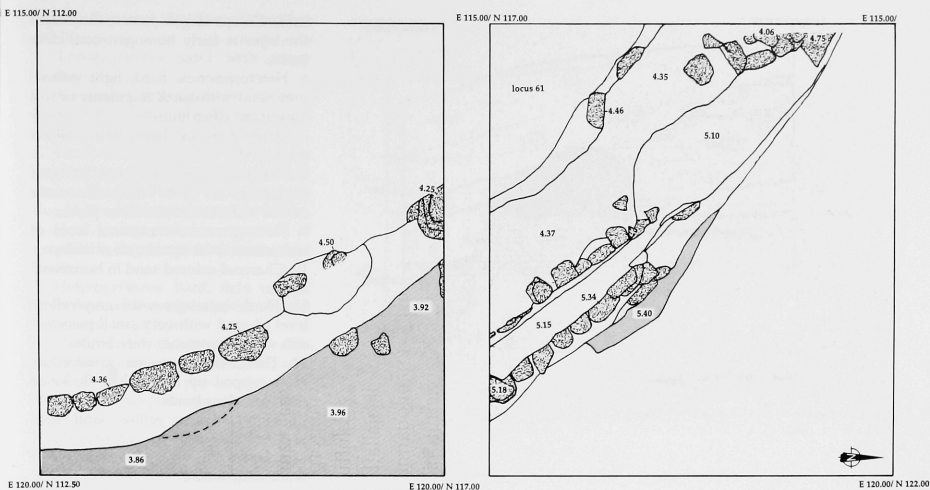 E 115.00/ N 112.00
E 115.00/ N 117.00
E 115.00/
4.25
4.50
4.25
3.92
4.36
3.96
3.86
E 120.00/ N 112.50
E 120.00/ N 117.00
4.06
4.75
4.35
locus 61
4.46
5.10
4.37
5.34
5.40
5.15
5.18
E 120.00/ N 122.00